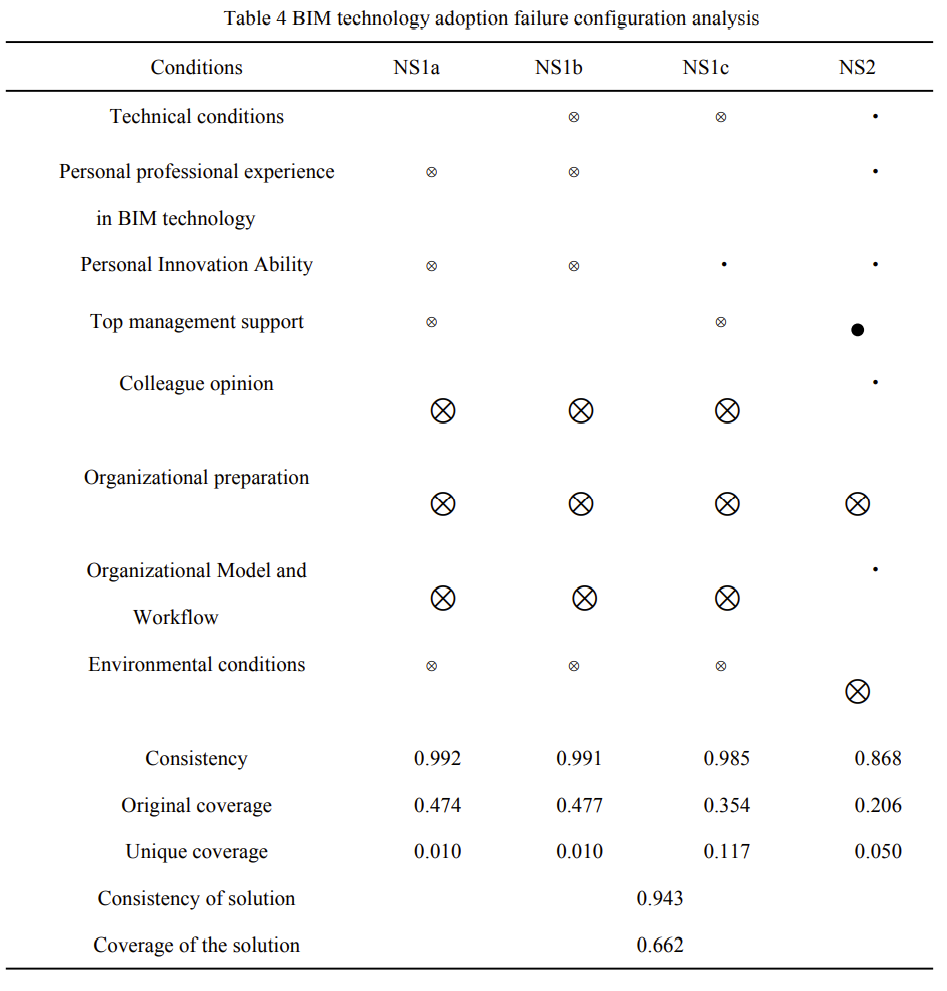 Table 4 BIM technology adoption failure configuration analysis
Conditions NS1a NS1b NS1c NS2
Technical conditions ⊗ ⊗ •
Personal professional experience ⊗ ⊗ •
in BIM technology
Personal Innovation Ability ⊗ ⊗ • •
Top management support ⊗ ⊗ ●
Colleague opinion •
⊗ ⊗ ⊗
Organizational preparation
⊗ ⊗ ⊗ ⊗
Organizational Model and •
⊗ ⊗ ⊗
Workflow
Environmental conditions ⊗ ⊗ ⊗
⊗
Consistency 0.992 0.991 0.985 0.868
Original coverage 0.474 0.477 0.354 0.206
Unique coverage 0.010 0.010 0.117 0.050
Consistency of solution 0.943
Coverage of the solution 0.662